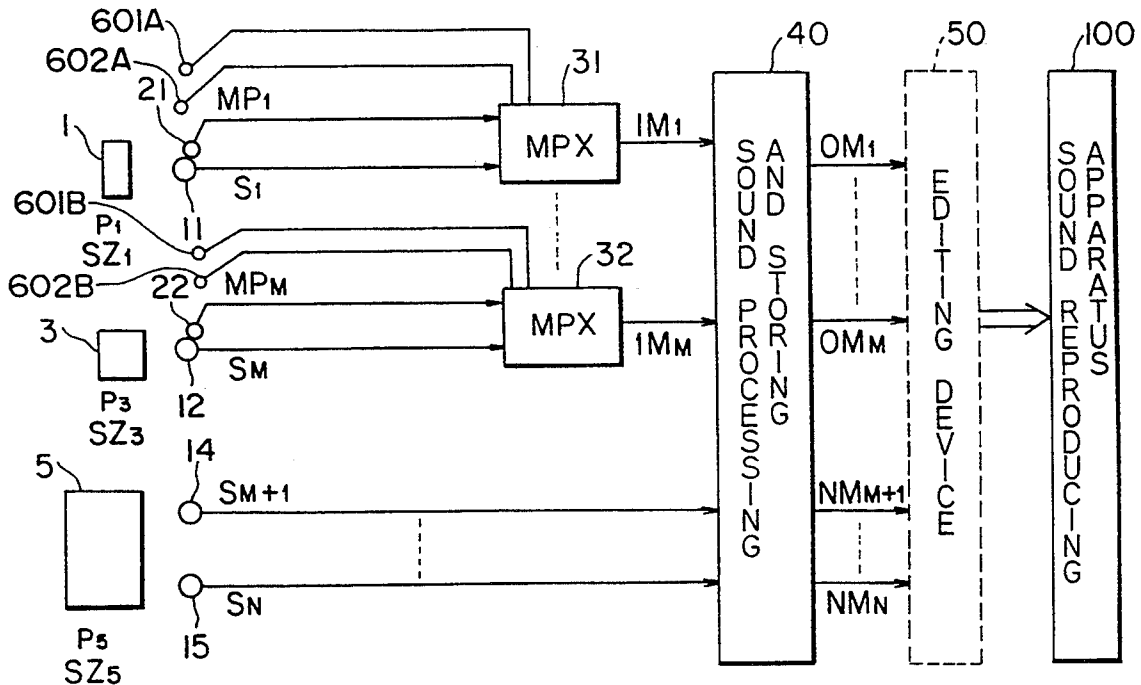 601A
602A
21
MP1
1
31
MPX
IM1
S1
11
P1
SZ1
601B
602B
22
MPM
32
MPX
IMM
3
SM
12
P3
SZ3
5
14
SM+1
SN
15
P5
SZ5
40
SOUND PROCESSING
AND STORING
OM1
OMM
NMM+1
NMN
50
EDITING DEVICE
100
SOUND REPRODUCING
APPARATUS